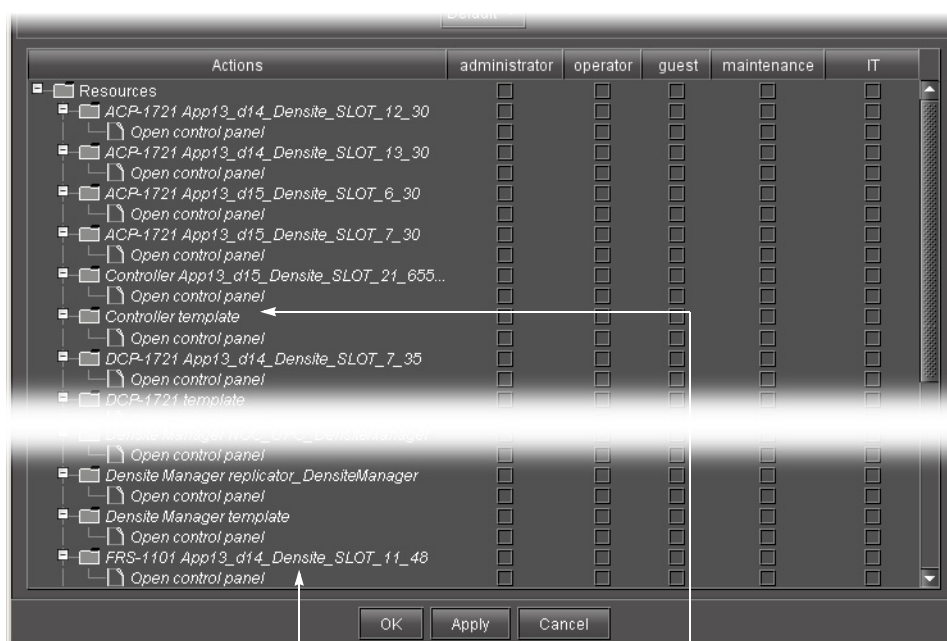 Default
Actions administrator operator guest maintenance IT
Resources
ACP-1721 App13_d14_Densite_SLOT_12_30
Open control panel
ACP-1721 App13_d14_Densite_SLOT_13_30
Open control panel
ACP-1721 App13_d15_Densite_SLOT_6_30
Open control panel
ACP-1721 App13_d15_Densite_SLOT_7_30
Open control panel
Controller App13_d15_Densite_SLOT_21_655...
Open control panel
Controller template
Open control panel
DCP-1721 App13_d14_Densite_SLOT_7_35
Open control panel
DCP-1721 template
Densite Manager
Open control panel
Densite Manager replicator_DensiteManager
Open control panel
Densite Manager template
Open control panel
FRS-1101 App13_d14_Densite_SLOT_11_48
Open control panel
OK Apply Cancel